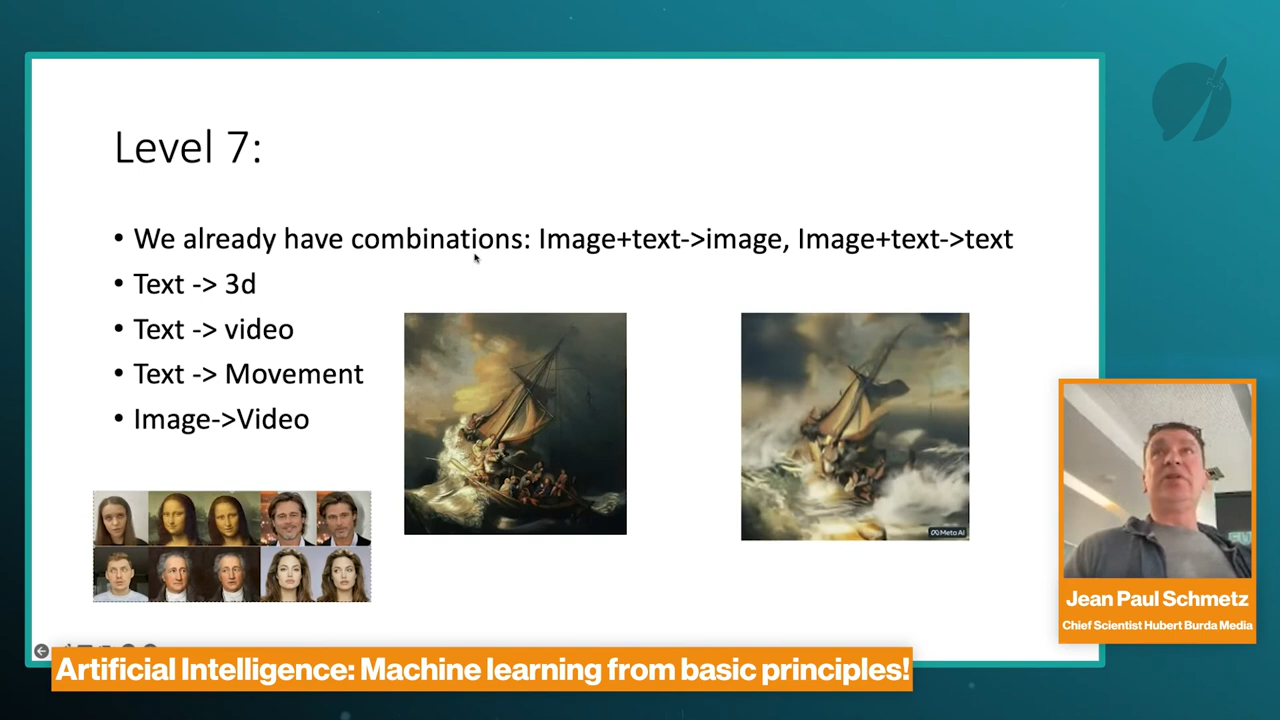 Level 7:
• We already have combinations: Image+text->image, Image+text->text
• Text -> 3d
• Text -> video
• Text -> Movement
• Image->Video
Meta AI
Jean Paul Schmetz
Chief Scientist Hubert Burda Media
Artificial Intelligence: Machine learning from basic principles!